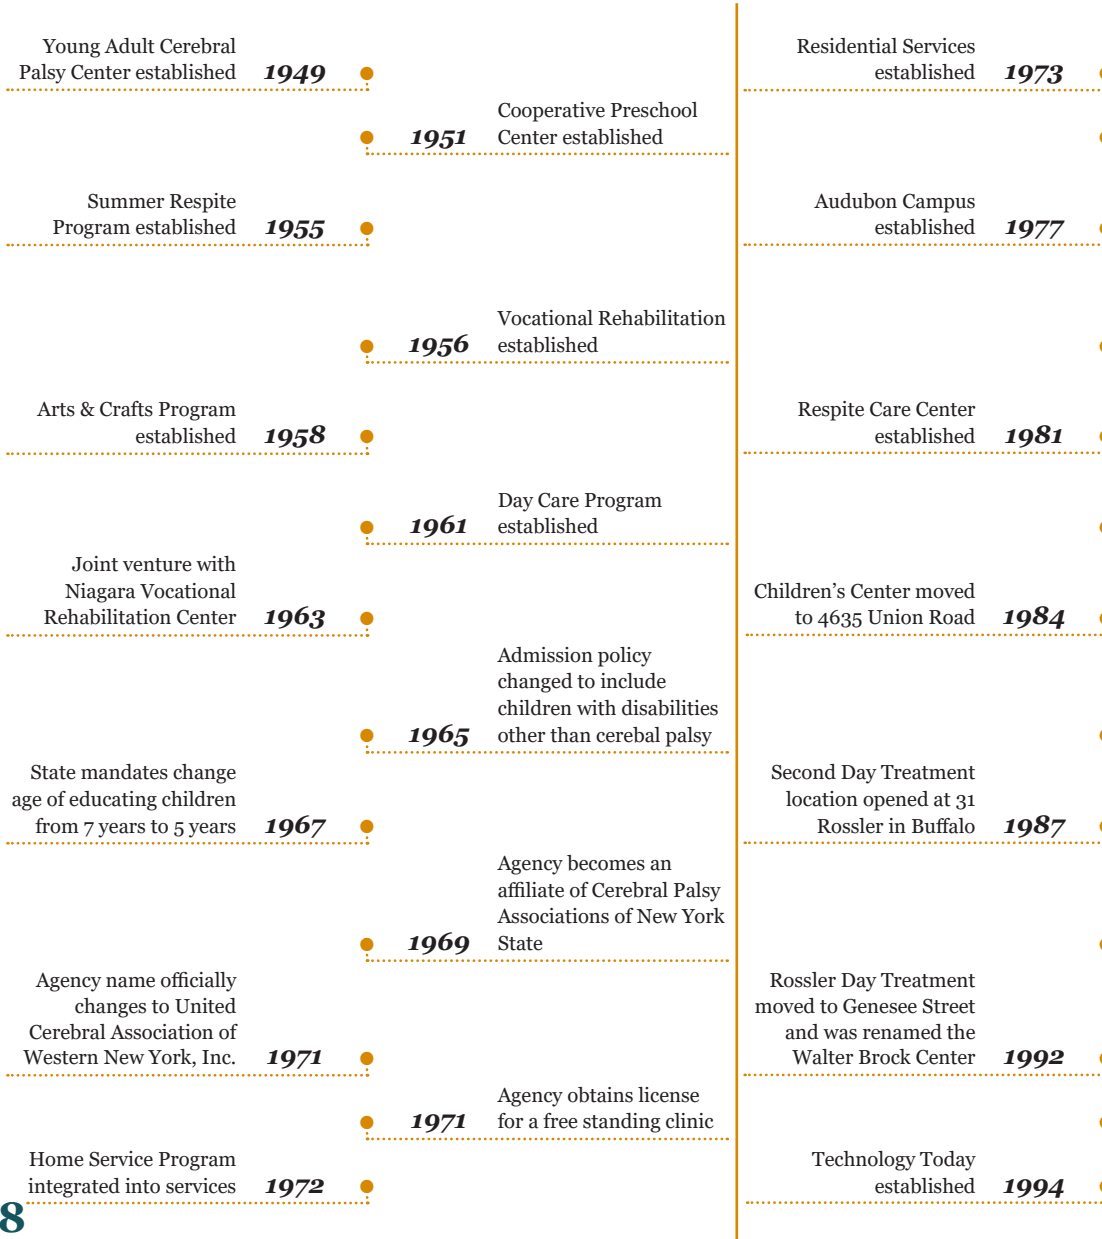 Young Adult Cerebral
Palsy Center established 1949
Cooperative Preschool
1951 Center established
Summer Respite
Program established 1955
Vocational Rehabilitation
1956 established
Arts & Crafts Program
established 1958
Day Care Program
1961 established
Joint venture with
Niagara Vocational
Rehabilitation Center 1963
Admission policy
changed to include
children with disabilities
1965 other than cerebal palsy
State mandates change
age of educating children
from 7 years to 5 years 1967
Agency becomes an
affiliate of Cerebral Palsy
Associations of New York
1969 State
Agency name officially
changes to United
Cerebral Association of
Western New York, Inc. 1971
Agency obtains license
1971 for a free standing clinic
Home Service Program
integrated into services 1972
8
Residential Services
established 1973
Audubon Campus
established 1977
Respite Care Center
established 1981
Children’s Center moved
to 4635 Union Road 1984
Second Day Treatment
location opened at 31
Rossler in Buffalo 1987
Rossler Day Treatment
moved to Genesee Street
and was renamed the
Walter Brock Center 1992
Technology Today
established 1994